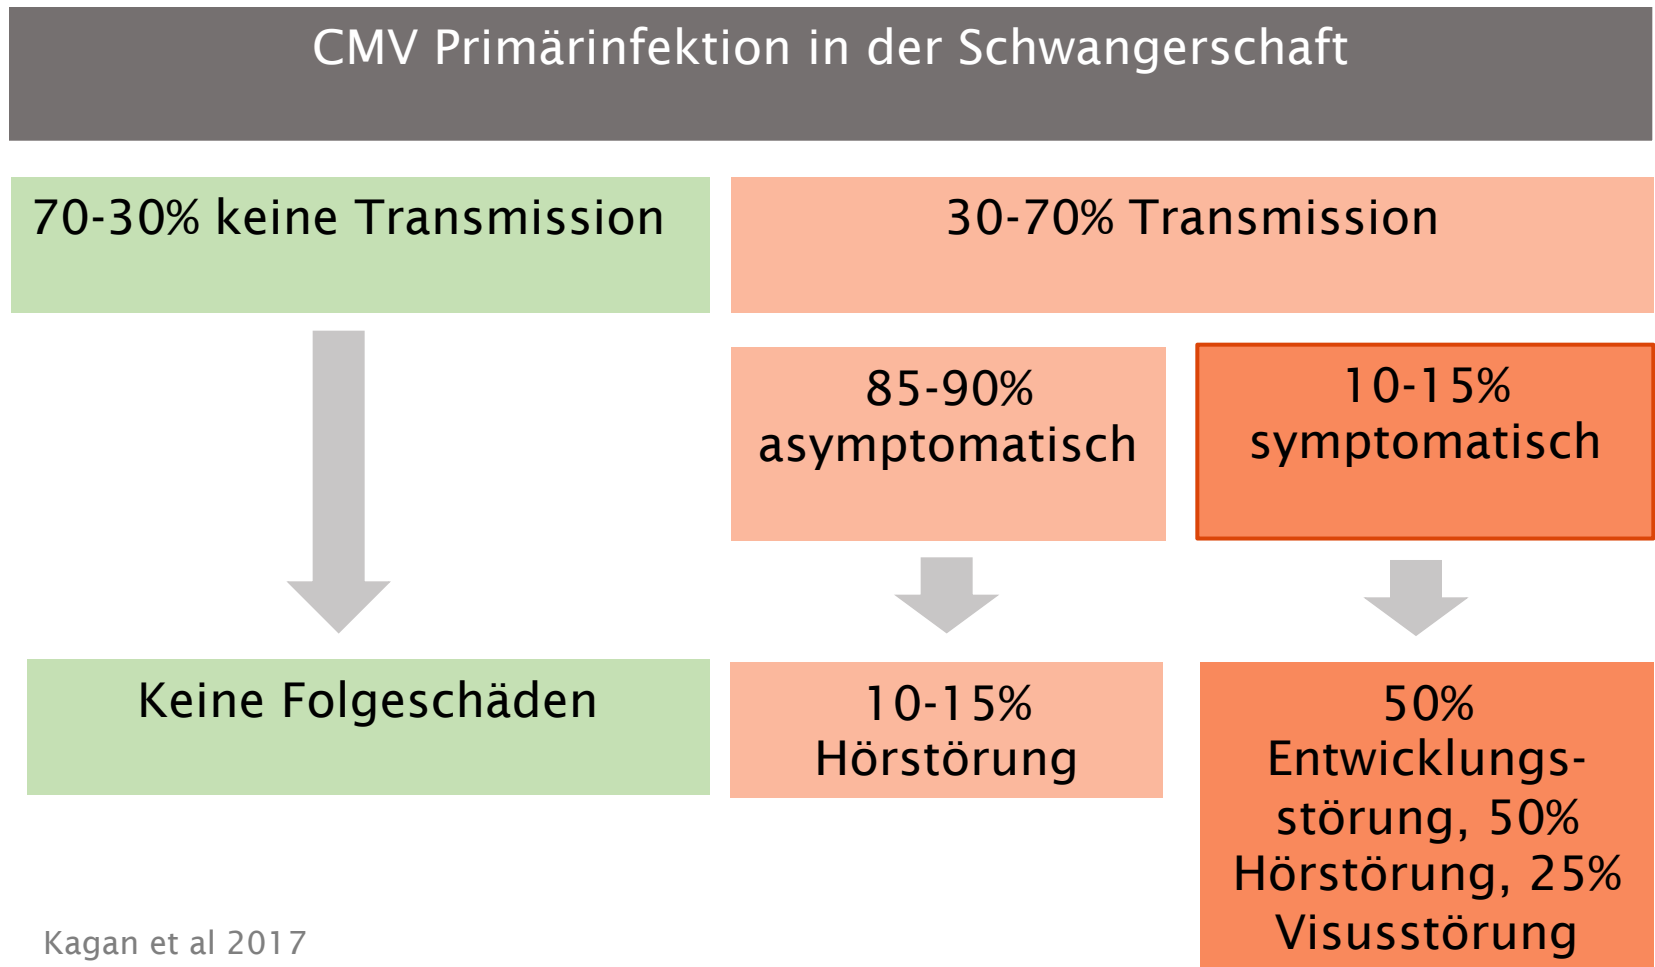 CMV Primärinfektion in der Schwangerschaft
70-30% keine Transmission
30-70% Transmission
85-90%
asymptomatisch
10-15%
symptomatisch
Keine Folgeschäden
10-15%
Hörstörung
50%
Entwicklungs-
störung, 50%
Hörstörung, 25%
Visusstörung
Kagan et al 2017